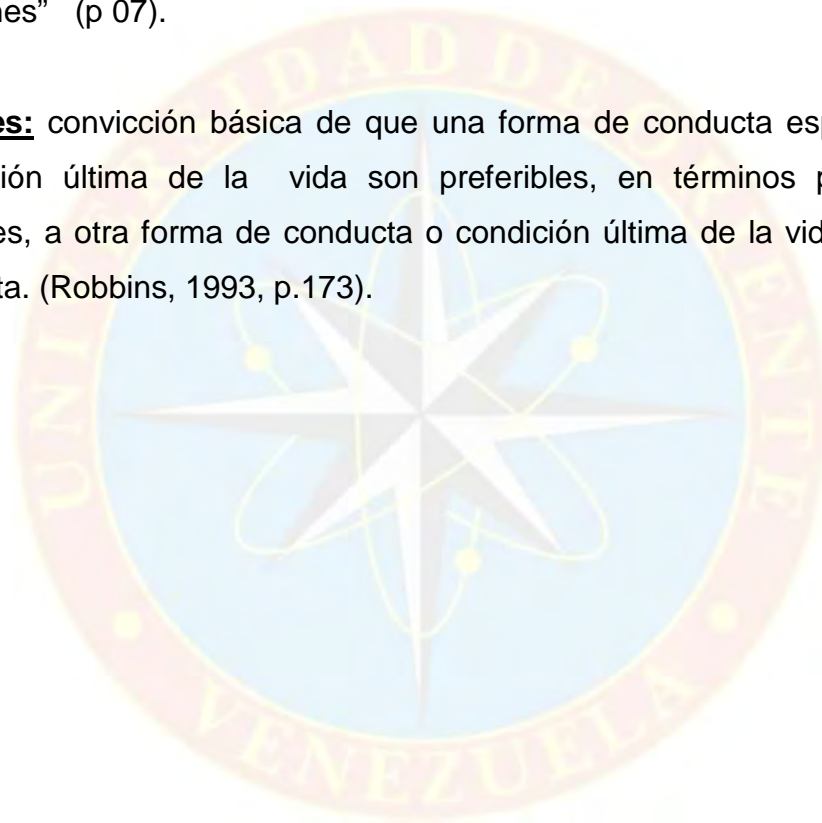 nes” (p 07).
es: convicción básica de que una forma de conducta esp
ión última de la vida son preferibles, en términos p
es, a otra forma de conducta o condición última de la vid
ta. (Robbins, 1993, p.173).
UNIVERSIDAD DE ORIENTE
VENEZUELA